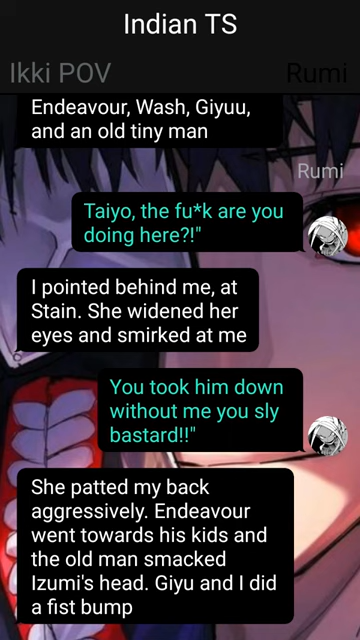 Indian TS
Ikki POV
Rumi
Endeavour, Wash, Giyuu,
and an old tiny man
Rumi
Taiyo, the fu*k are you
doing here?!"
I pointed behind me, at
Stain. She widened her
eyes and smirked at me
You took him down
without me you sly
bastard!!"
She patted my back
aggressively. Endeavour
went towards his kids and
the old man smacked
Izumi's head. Giyu and I did
a fist bump